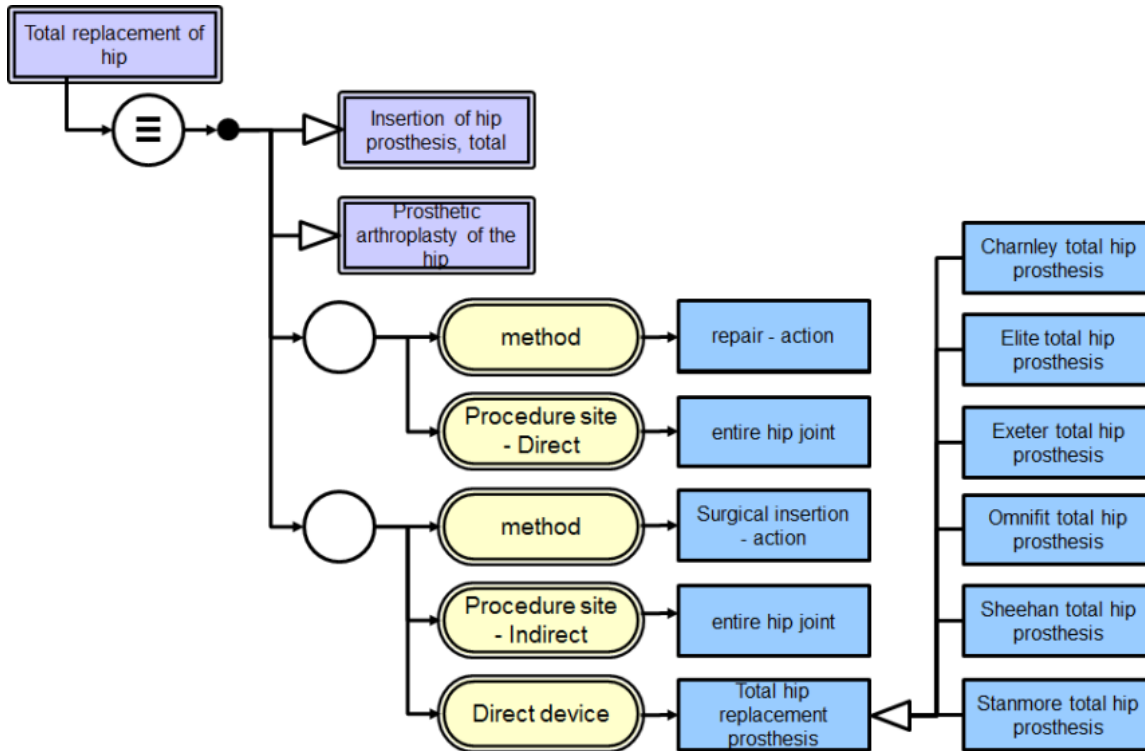 Total replacement of
hip
Insertion of hip
prosthesis, total
Prosthetic
arthroplasty of the
hip
method
repair - action
Procedure site
- Direct
entire hip joint
method
Surgical insertion
- action
Procedure site
- Indirect
entire hip joint
Direct device
Total hip
replacement
prosthesis
Charnley total hip
prosthesis
Elite total hip
prosthesis
Exeter total hip
prosthesis
Omnifit total hip
prosthesis
Sheehan total hip
prosthesis
Stanmore total hip
prosthesis